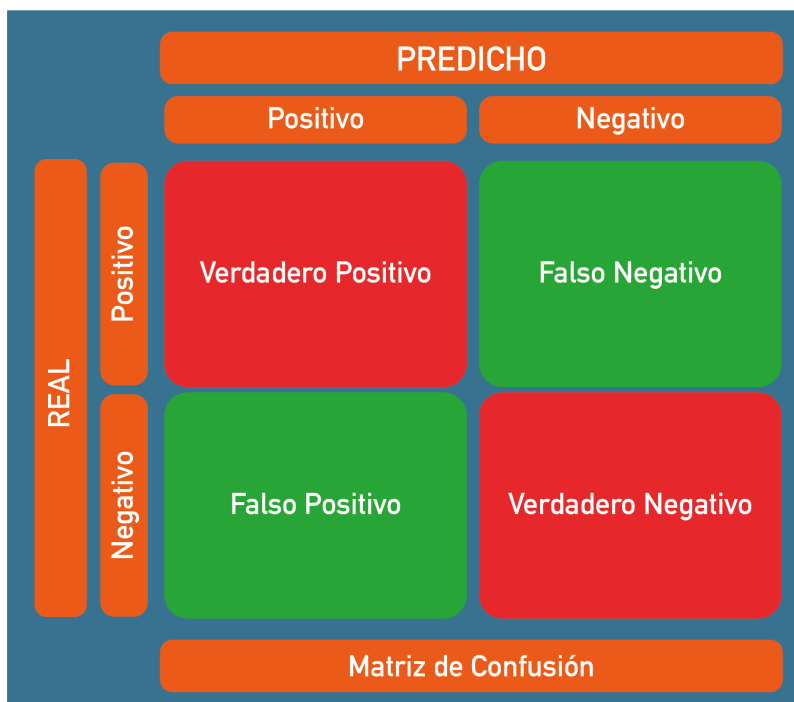 PREDICHO
Positivo
Negativo
REAL
Positivo
Verdadero Positivo
Falso Negativo
Negativo
Falso Positivo
Verdadero Negativo
Matriz de Confusión